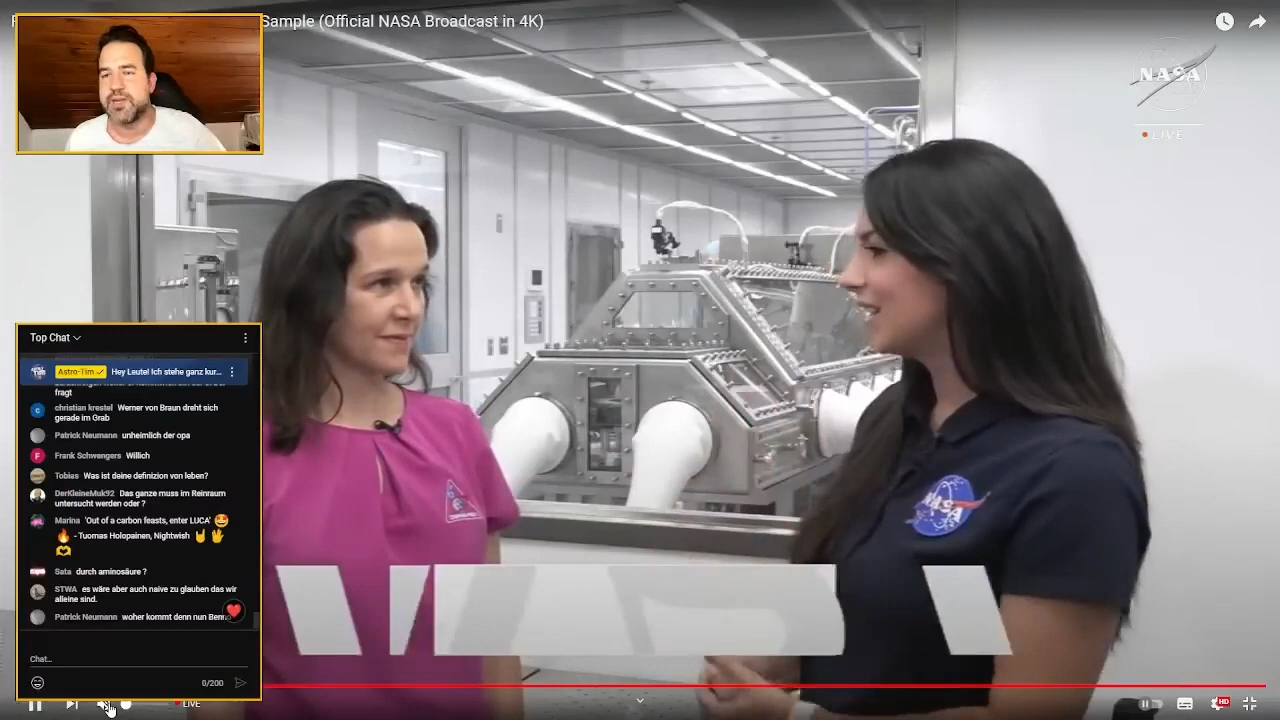 Sample (Official NASA Broadcast in 4K)
NASA
LIVE
Top Chat
Astro-Tim Hey Leute! Ich stehe ganz kur...
fragt
christian krestel Werner von Braun dreht sich
gerade im Grab
Patrick Neumann unheimlich der opa
Frank Schwengers Willich
Tobias Was ist deine definizion von leben?
DerKleineMuk92 Das ganze muss im Reinraum
untersucht werden oder ?
Marina 'Out of a carbon feasts, enter LUCA' 🤩
🔥 - Tuomas Holopainen, Nightwish 🤘 🖖
🫶
Sata durch aminosäure ?
STWA es wäre aber auch naive zu glauben das wir
alleine sind.
Patrick Neumann woher kommt denn nun
Chat...
0/200
NASA
LIVE
HD